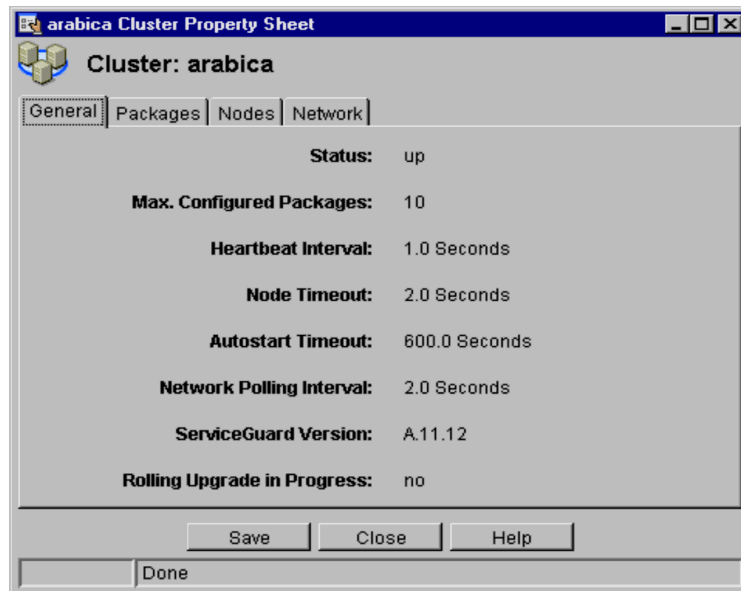 arabica Cluster Property Sheet
Cluster: arabica
General Packages Nodes Network
Status: up
Max. Configured Packages: 10
Heartbeat Interval: 1.0 Seconds
Node Timeout: 2.0 Seconds
Autostart Timeout: 600.0 Seconds
Network Polling Interval: 2.0 Seconds
ServiceGuard Version: A.11.12
Rolling Upgrade in Progress: no
Save Close Help
Done